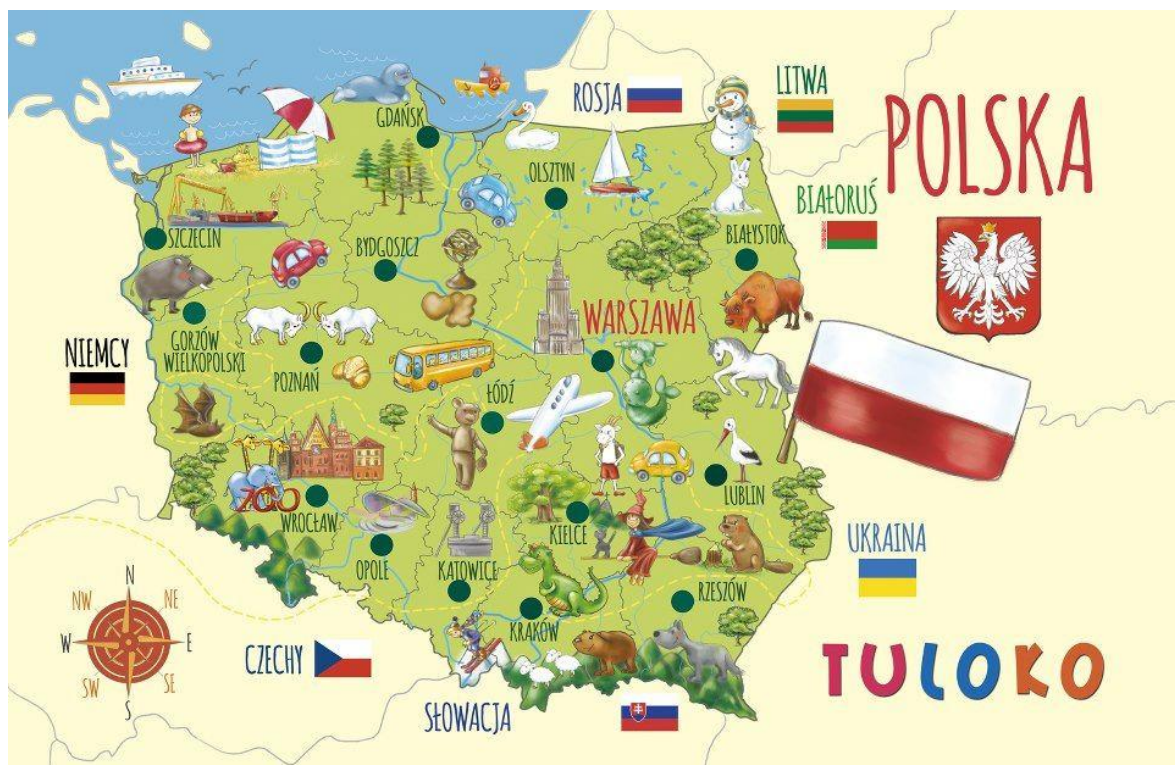 ROSJA
LITWA
POLSKA
GDAŃSK
OLSZTYN
BIAŁORUŚ
SZCZECIN
BYDGOSZCZ
BIAŁYSTOK
WARSZAWA
GORZÓW
WIELKOPOLSKI
NIEMCY
POZNAŃ
ŁÓDŹ
ZOO
WROCŁAW
LUBLIN
KIELCE
OPOLE
KATOWICE
UKRAINA
RZESZÓW
KRAKÓW
N
NW
NE
W
E
SW
SE
S
CZECHY
SŁOWACJA
TULOKO